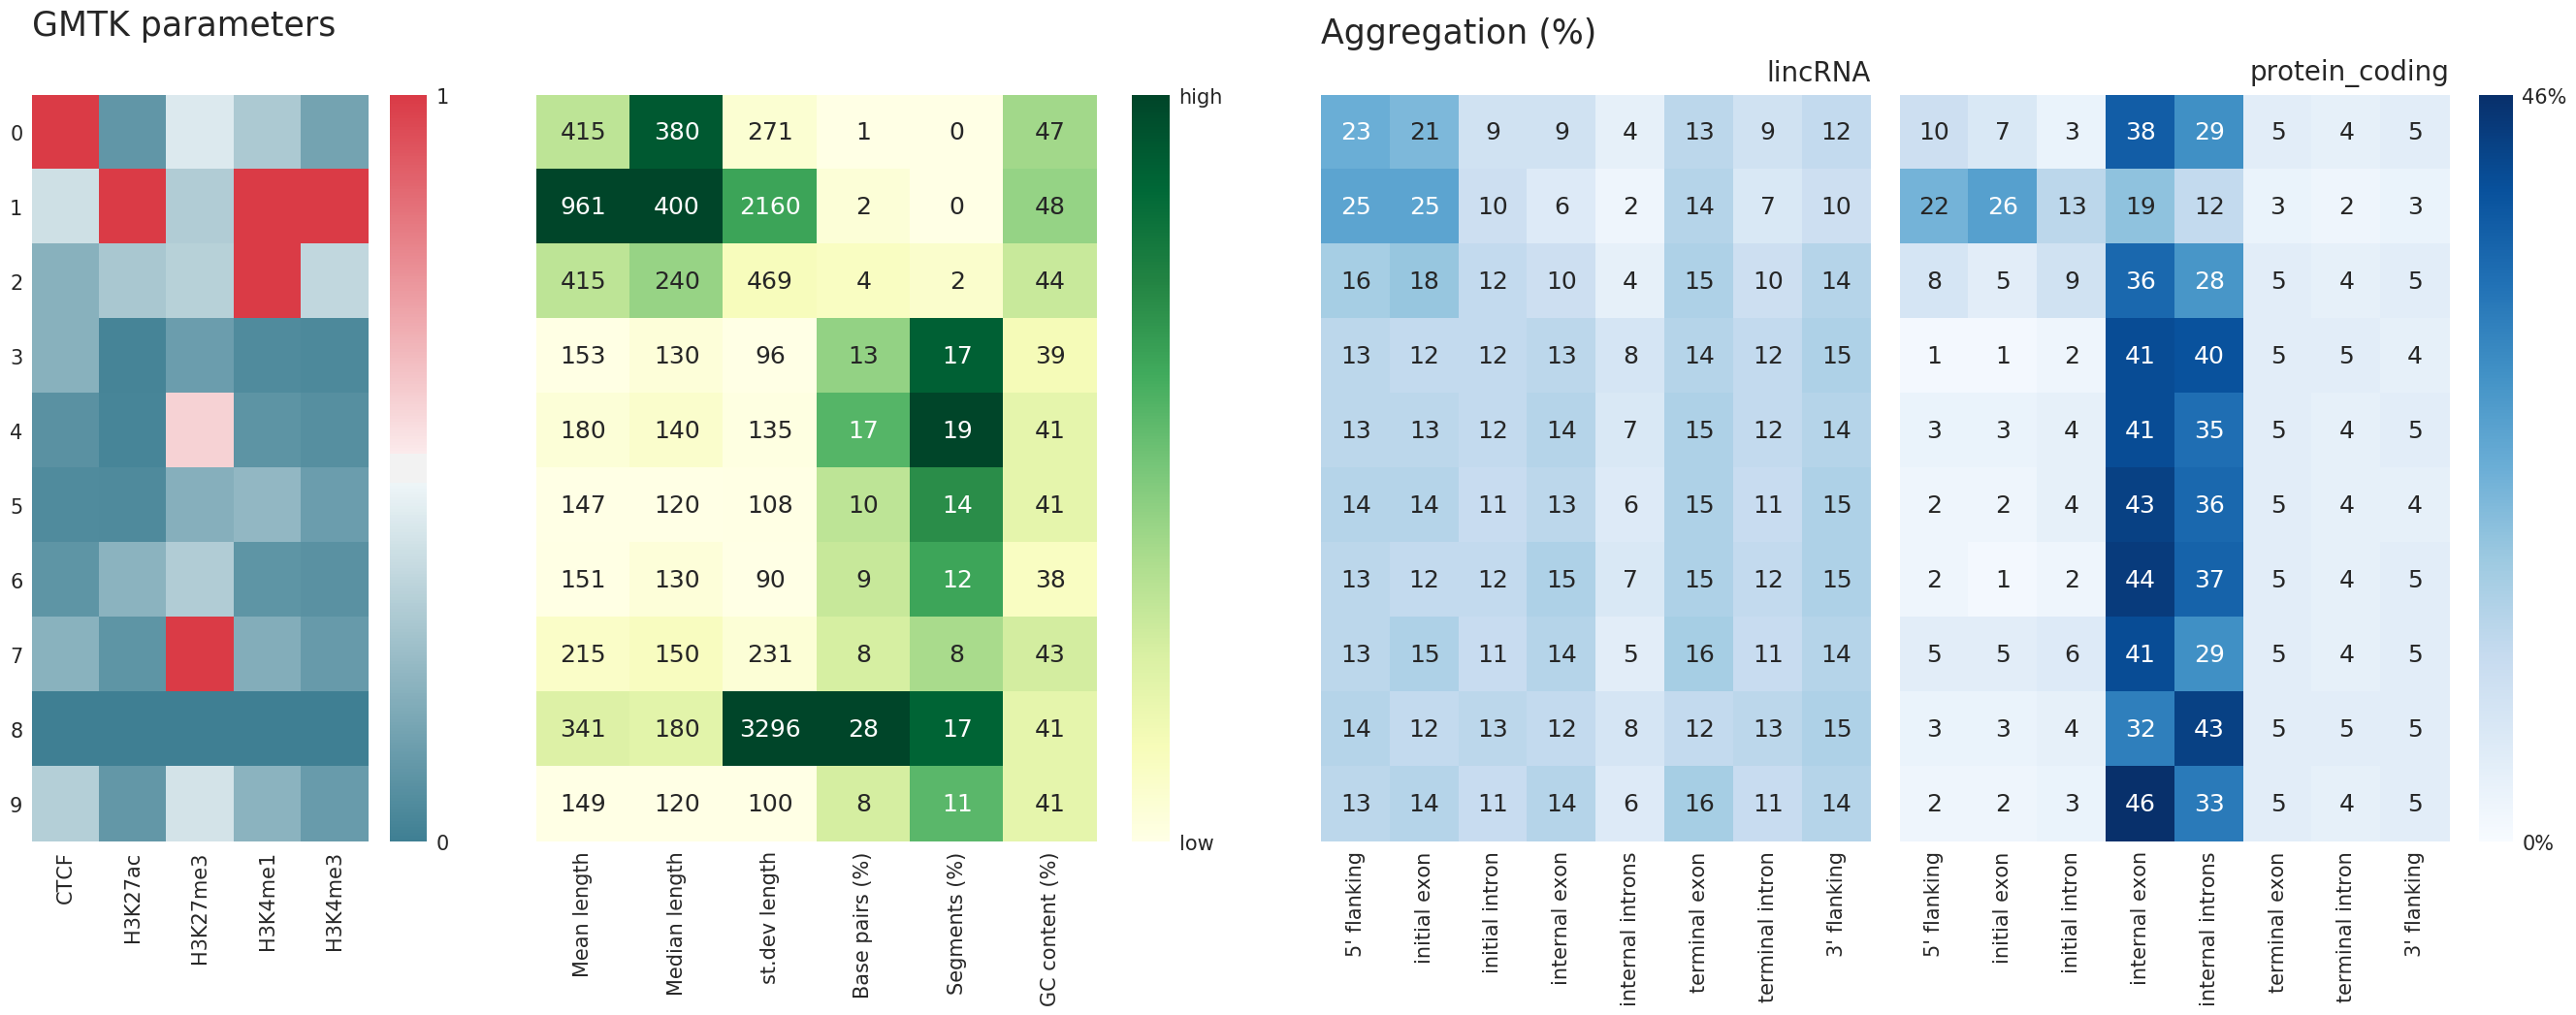 GMTK parameters
Aggregation (%)
lincRNA
protein_coding
1
high
46%
0 415 380 271 1 0 47 23 21 9 9 4 13 9 12 10 7 3 38 29 5 4 5
1 961 400 2160 2 0 48 25 25 10 6 2 14 7 10 22 26 13 19 12 3 2 3
2 415 240 469 4 2 44 16 18 12 10 4 15 10 14 8 5 9 36 28 5 4 5
3 153 130 96 13 17 39 13 12 12 13 8 14 12 15 1 1 2 41 40 5 5 4
4 180 140 135 17 19 41 13 13 12 14 7 15 12 14 3 3 4 41 35 5 4 5
5 147 120 108 10 14 41 14 14 11 13 6 15 11 15 2 2 4 43 36 5 4 4
6 151 130 90 9 12 38 13 12 12 15 7 15 12 15 2 1 2 44 37 5 4 5
7 215 150 231 8 8 43 13 15 11 14 5 16 11 14 5 5 6 41 29 5 4 5
8 341 180 3296 28 17 41 14 12 13 12 8 12 13 15 3 3 4 32 43 5 5 5
9 149 120 100 8 11 41 13 14 11 14 6 16 11 14 2 2 3 46 33 5 4 5
0
low
0%
CTCF
H3K27ac
H3K27me3
H3K4me1
H3K4me3
Mean length
Median length
st.dev length
Base pairs (%)
Segments (%)
GC content (%)
5' flanking
initial exon
initial intron
internal exon
internal introns
terminal exon
terminal intron
3' flanking
5' flanking
initial exon
initial intron
internal exon
internal introns
terminal exon
terminal intron
3' flanking